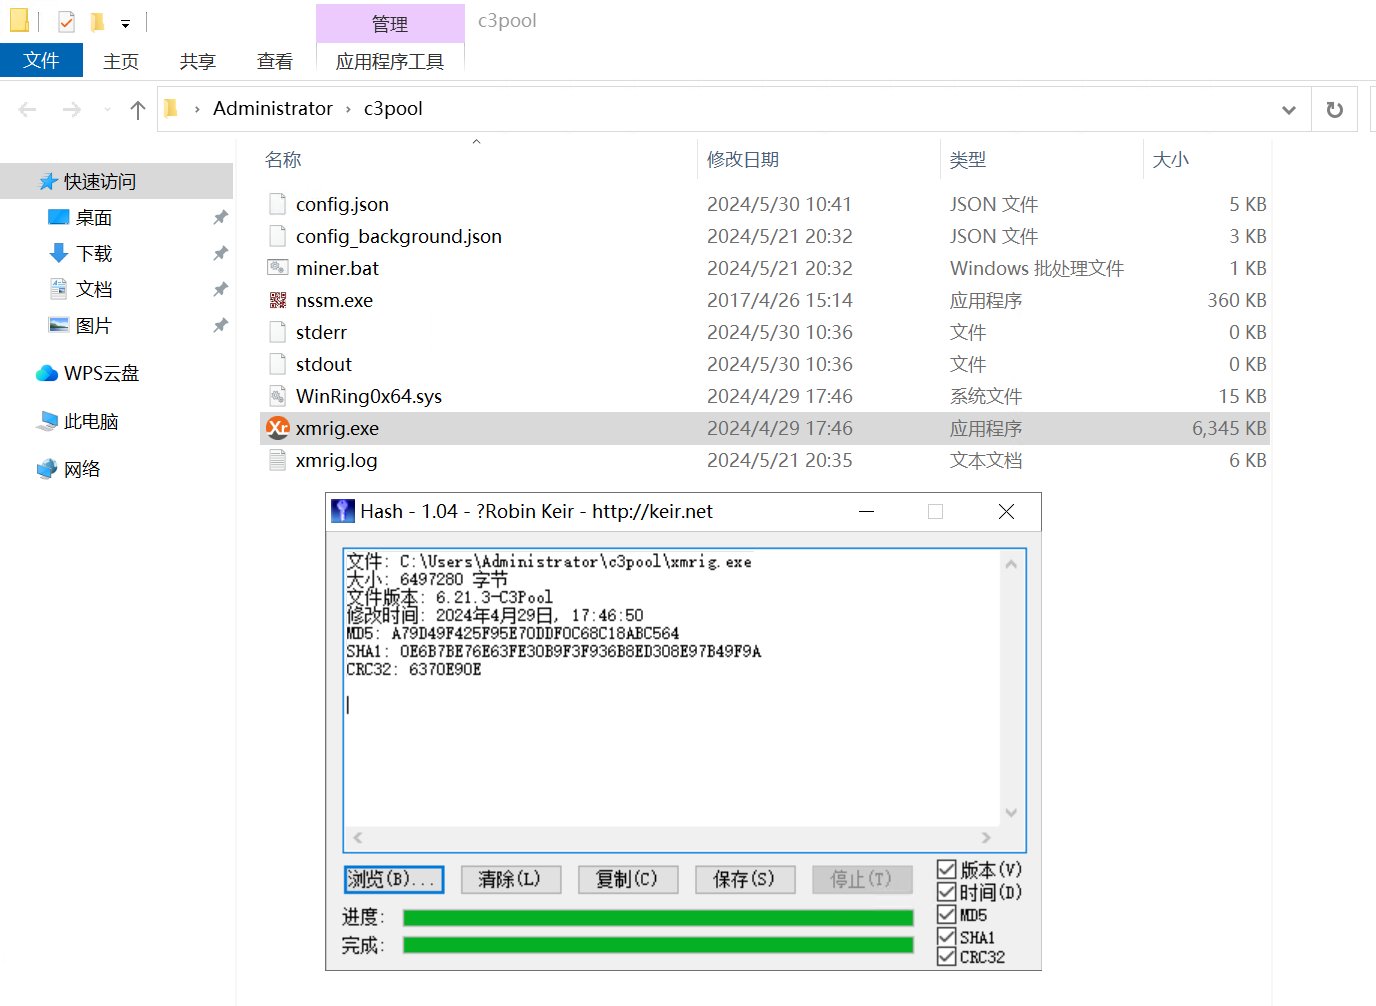 管理
c3pool
文件
主页
共享
查看
应用程序工具
Administrator
c3pool
名称
修改日期
类型
大小
快速访问
桌面
下载
文档
图片
WPS云盘
此电脑
网络
config.json 2024/5/30 10:41 JSON 文件 5 KB
config_background.json 2024/5/21 20:32 JSON 文件 3 KB
miner.bat 2024/5/21 20:32 Windows 批处理文件 1 KB
nssm.exe 2017/4/26 15:14 应用程序 360 KB
stderr 2024/5/30 10:36 文件 0 KB
stdout 2024/5/30 10:36 文件 0 KB
WinRing0x64.sys 2024/4/29 17:46 系统文件 15 KB
Xr xmrig.exe 2024/4/29 17:46 应用程序 6,345 KB
xmrig.log 2024/5/21 20:35 文本文档 6 KB
Hash - 1.04 - ?Robin Keir - http://keir.net
文件: C:\Users\Administrator\c3pool\xmrig.exe
大小: 6497280 字节
文件版本: 6.21.3-C3Pool
修改时间: 2024年4月29日, 17:46:50
MD5: A79D49F425F95E70DDF0C68C18ABC564
SHA1: 0E6B7BE76E63FE30B9F3F936B8ED308E97B49F9A
CRC32: 6370E90E
浏览(B)...
清除(L)
复制(C)
保存(S)
停止(T)
版本(V)
时间(D)
MD5
SHA1
CRC32
进度:
完成: